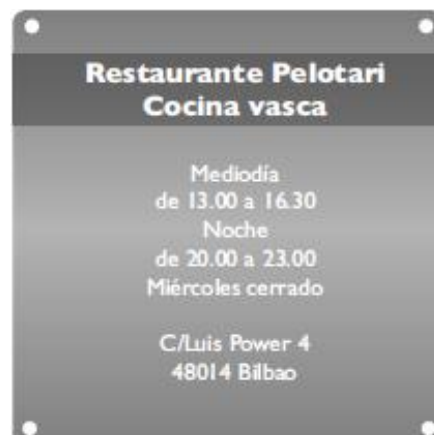 Restaurante Pelotari
Cocina vasca
Mediodía
de 13.00 a 16.30
Noche
de 20.00 a 23.00
Miércoles cerrado
C/Luis Power 4
48014 Bilbao